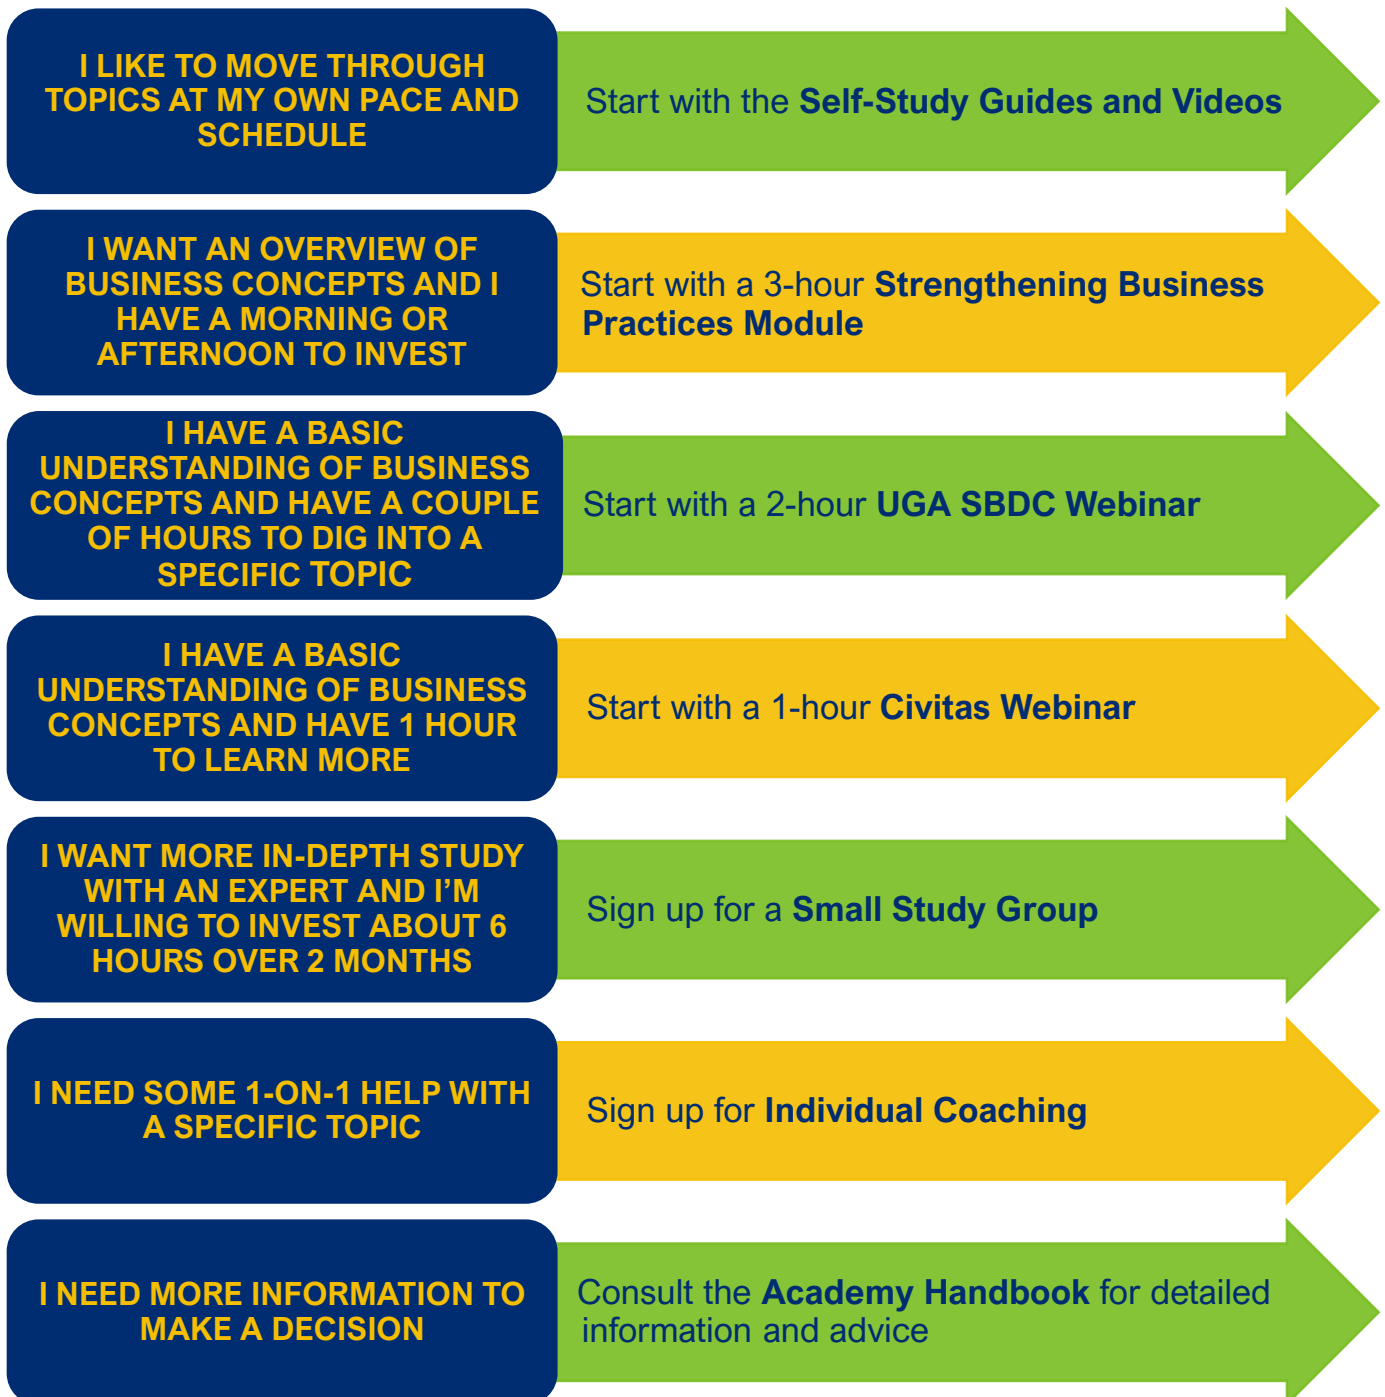 I LIKE TO MOVE THROUGH
TOPICS AT MY OWN PACE AND
SCHEDULE
Start with the Self-Study Guides and Videos
I WANT AN OVERVIEW OF
BUSINESS CONCEPTS AND I
HAVE A MORNING OR
AFTERNOON TO INVEST
Start with a 3-hour Strengthening Business
Practices Module
I HAVE A BASIC
UNDERSTANDING OF BUSINESS
CONCEPTS AND HAVE A COUPLE
OF HOURS TO DIG INTO A
SPECIFIC TOPIC
Start with a 2-hour UGA SBDC Webinar
I HAVE A BASIC
UNDERSTANDING OF BUSINESS
CONCEPTS AND HAVE 1 HOUR
TO LEARN MORE
Start with a 1-hour Civitas Webinar
I WANT MORE IN-DEPTH STUDY
WITH AN EXPERT AND I’M
WILLING TO INVEST ABOUT 6
HOURS OVER 2 MONTHS
Sign up for a Small Study Group
I NEED SOME 1-ON-1 HELP WITH
A SPECIFIC TOPIC
Sign up for Individual Coaching
I NEED MORE INFORMATION TO
MAKE A DECISION
Consult the Academy Handbook for detailed
information and advice